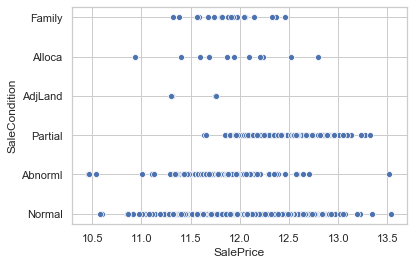 Family
Alloca
AdjLand
Partial
Abnorml
Normal
SaleCondition
10.5 11.0 11.5 12.0 12.5 13.0 13.5
SalePrice